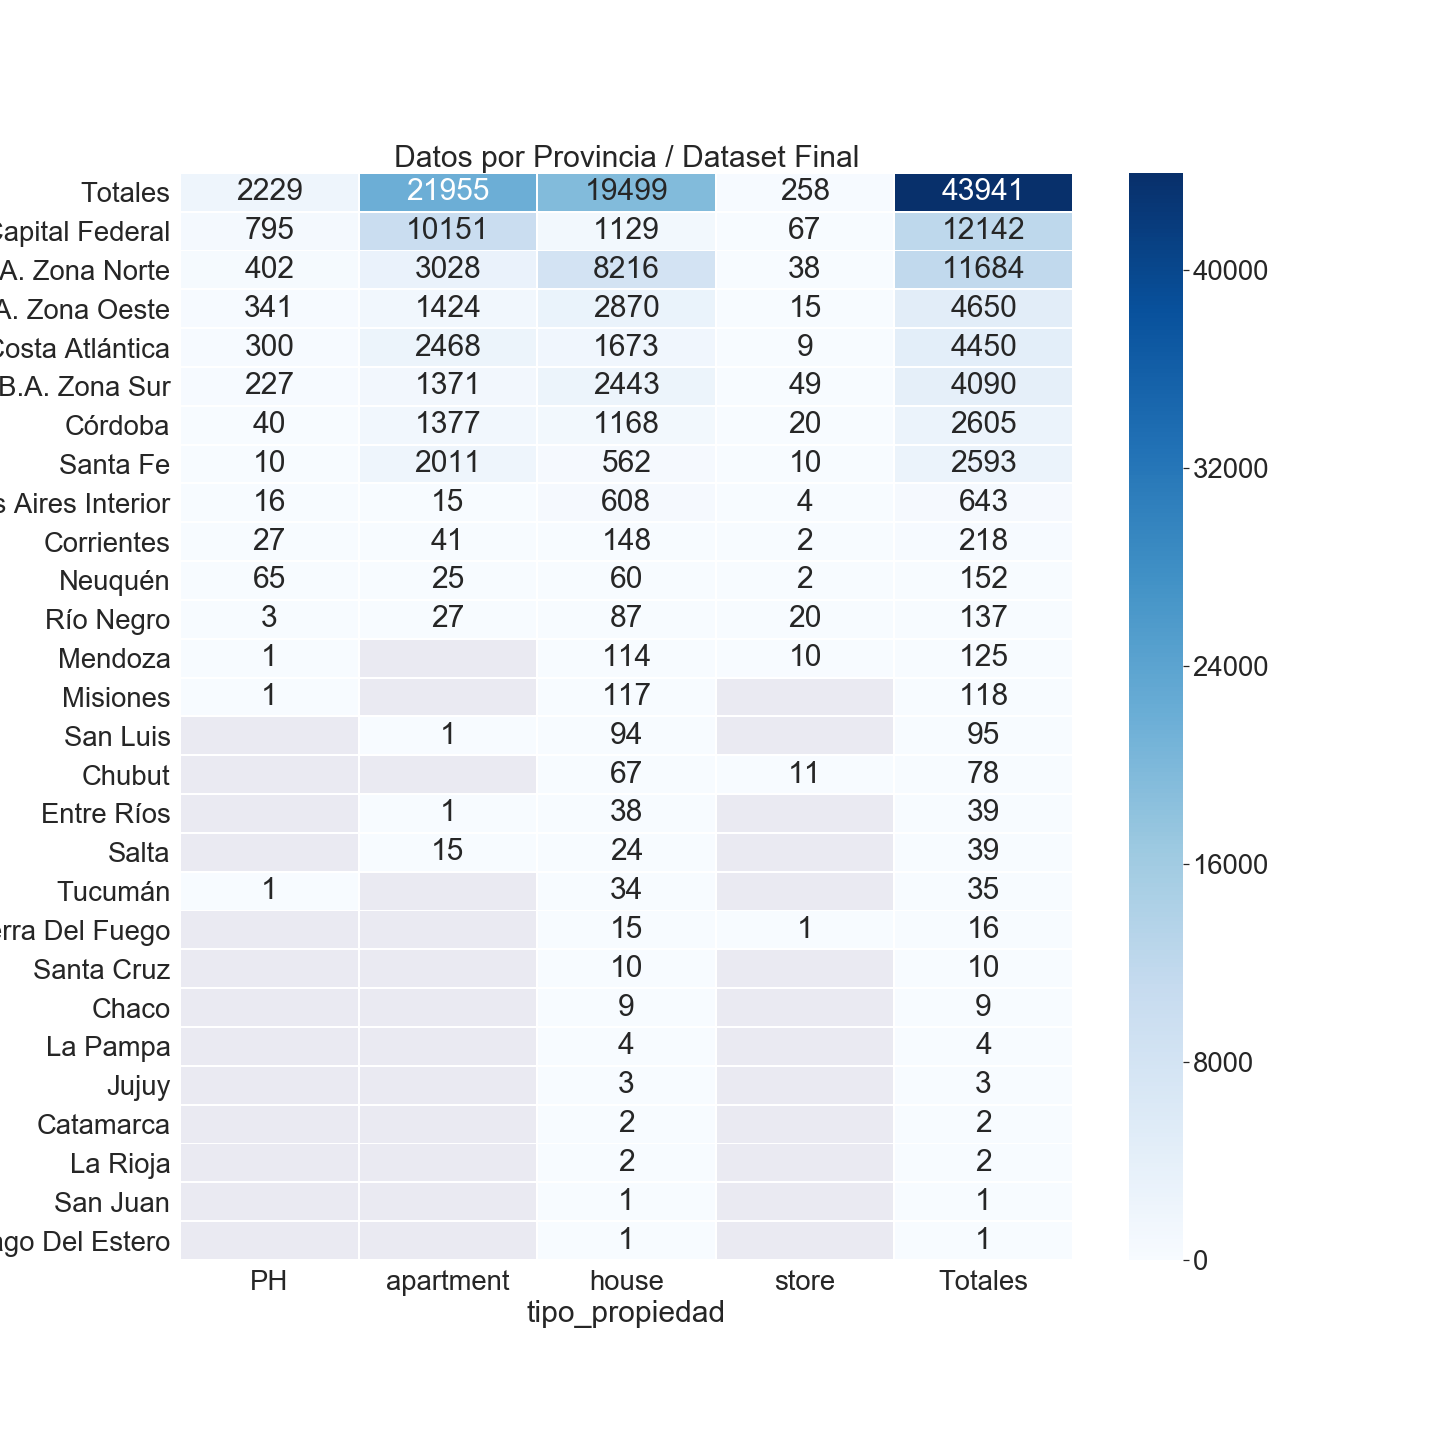 Datos por Provincia / Dataset Final
Totales 2229 21955 19499 258 43941
Capital Federal 795 10151 1129 67 12142
A. Zona Norte 402 3028 8216 38 11684
A. Zona Oeste 341 1424 2870 15 4650
Costa Atlántica 300 2468 1673 9 4450
B.A. Zona Sur 227 1371 2443 49 4090
Córdoba 40 1377 1168 20 2605
Santa Fe 10 2011 562 10 2593
s Aires Interior 16 15 608 4 643
Corrientes 27 41 148 2 218
Neuquén 65 25 60 2 152
Río Negro 3 27 87 20 137
Mendoza 1 114 10 125
Misiones 1 117 118
San Luis 1 94 95
Chubut 67 11 78
Entre Ríos 1 38 39
Salta 15 24 39
Tucumán 1 34 35
erra Del Fuego 15 1 16
Santa Cruz 10 10
Chaco 9 9
La Pampa 4 4
Jujuy 3 3
Catamarca 2 2
La Rioja 2 2
San Juan 1 1
ago Del Estero 1 1
PH apartment house store Totales
tipo_propiedad
40000
32000
24000
16000
8000
0